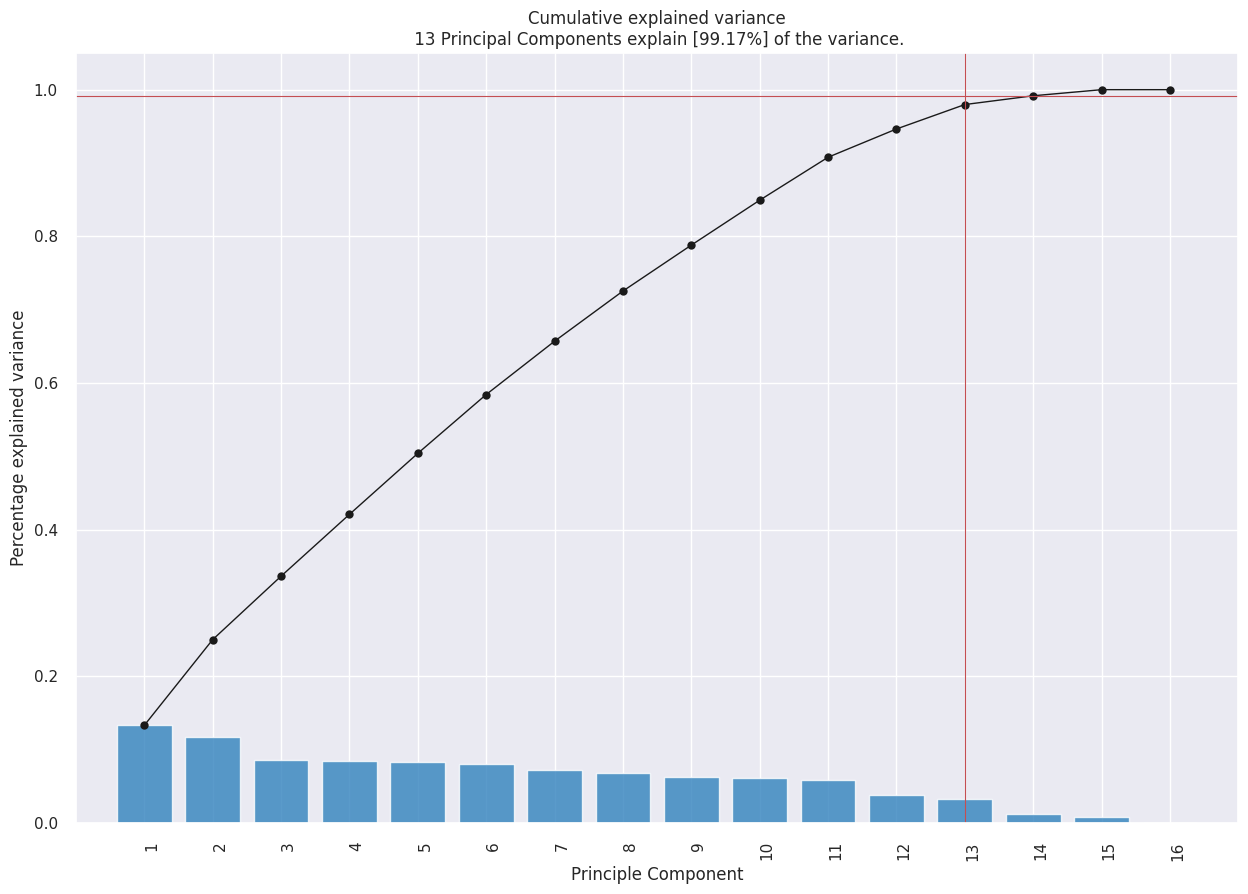 Cumulative explained variance
13 Principal Components explain [99.17%] of the variance.
Percentage explained variance
1.0
0.8
0.6
0.4
0.2
0.0
1 2 3 4 5 6 7 8 9 10 11 12 13 14 15 16
Principle Component